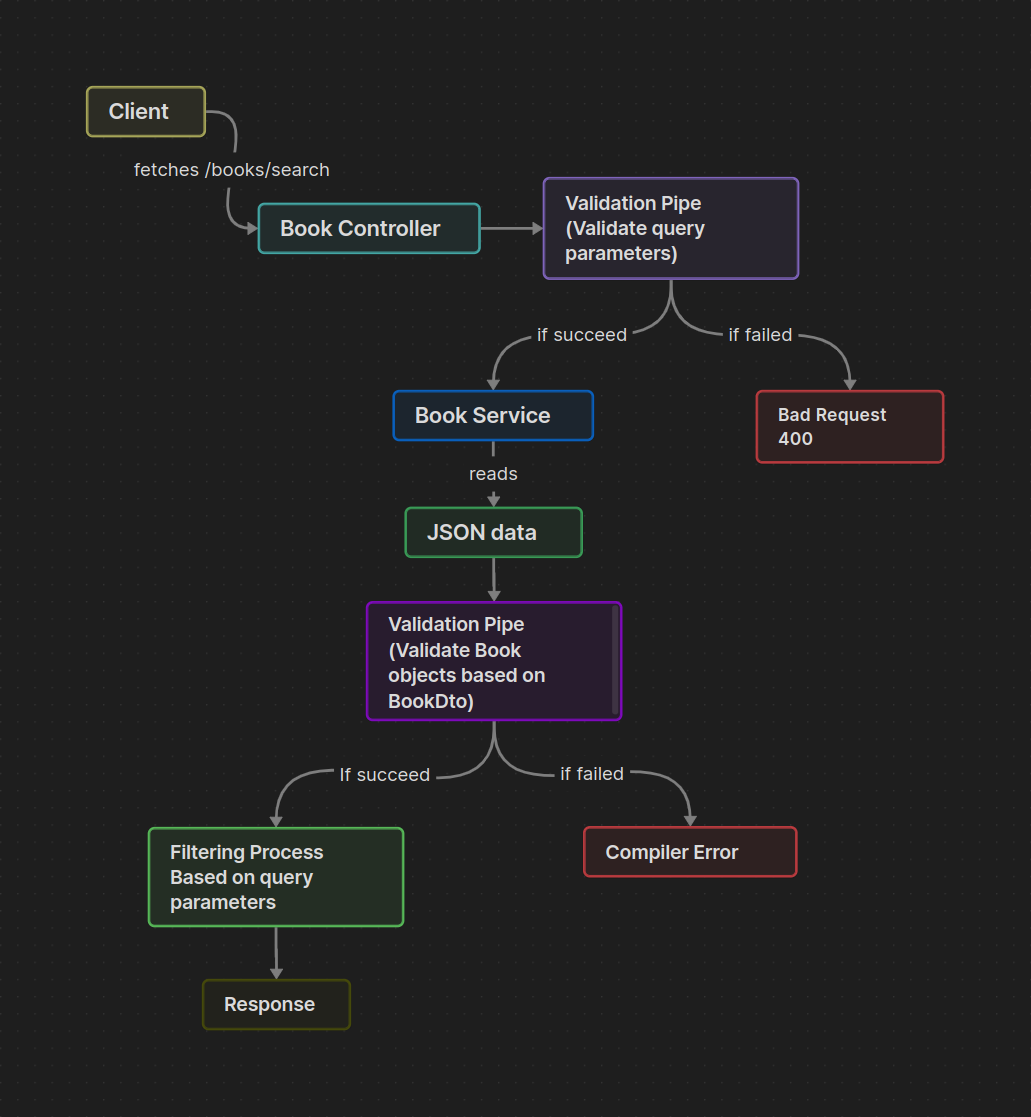 Client
fetches /books/search
Book Controller
Validation Pipe
(Validate query
parameters)
if succeed
if failed
Book Service
Bad Request
400
reads
JSON data
Validation Pipe
(Validate Book
objects based on
BookDto)
If succeed
if failed
Filtering Process
Based on query
parameters
Compiler Error
Response